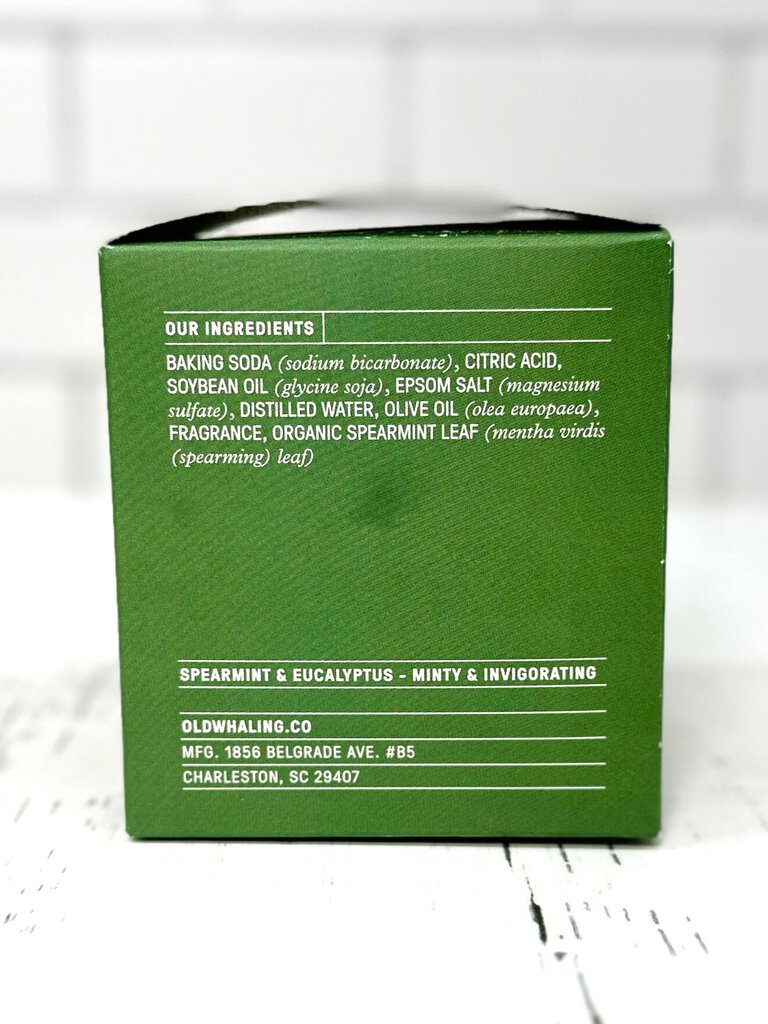 OUR INGREDIENTS
BAKING SODA (sodium bicarbonate), CITRIC ACID,
SOYBEAN OIL (glycine soja), EPSOM SALT (magnesium
sulfate), DISTILLED WATER, OLIVE OIL (olea europaea),
FRAGRANCE, ORGANIC SPEARMINT LEAF (mentha virdis
(spearming) leaf)
SPEARMINT & EUCALYPTUS - MINTY & INVIGORATING
OLDWHALING.CO
MFG. 1856 BELGRADE AVE. #B5
CHARLESTON, SC 29407